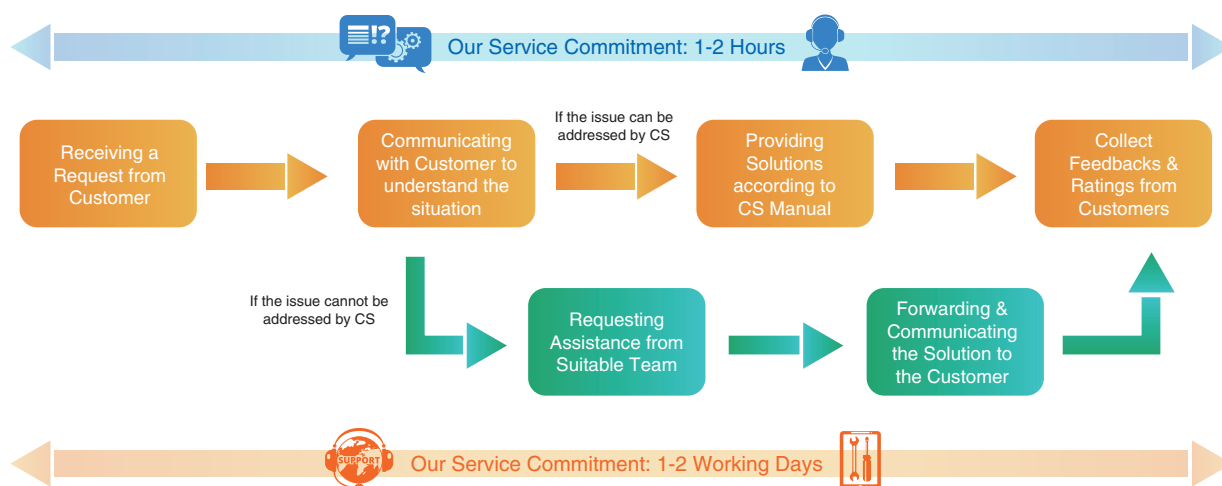 !?
Our Service Commitment: 1-2 Hours
Receiving a
Request from
Customer
Communicating
with Customer to
understand the
situation
If the issue can be
addressed by CS
Providing
Solutions
according to
CS Manual
Collect
Feedbacks &
Ratings from
Customers
If the issue cannot be
addressed by CS
Requesting
Assistance from
Suitable Team
Forwarding &
Communicating
the Solution to
the Customer
SUPPORT
Our Service Commitment: 1-2 Working Days